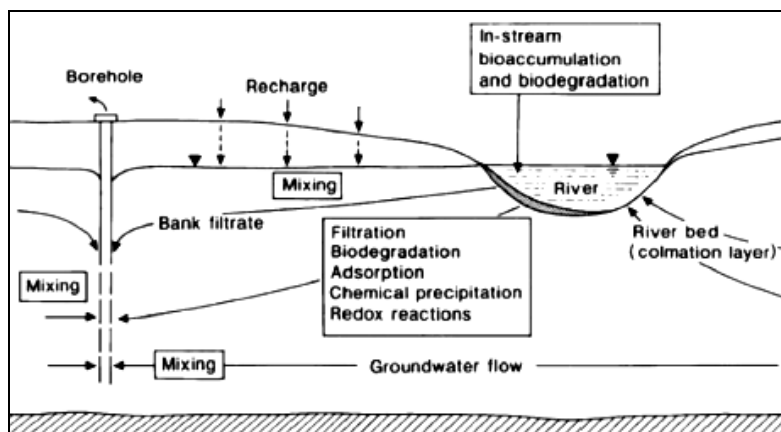 In-stream
bioaccumulation
and biodegradation
Borehole
Recharge
Mixing
River
Bank filtrate
River bed
(colmation layer)
Filtration
Biodegradation
Adsorption
Chemical precipitation
Redox reactions
Mixing
Mixing
Groundwater flow